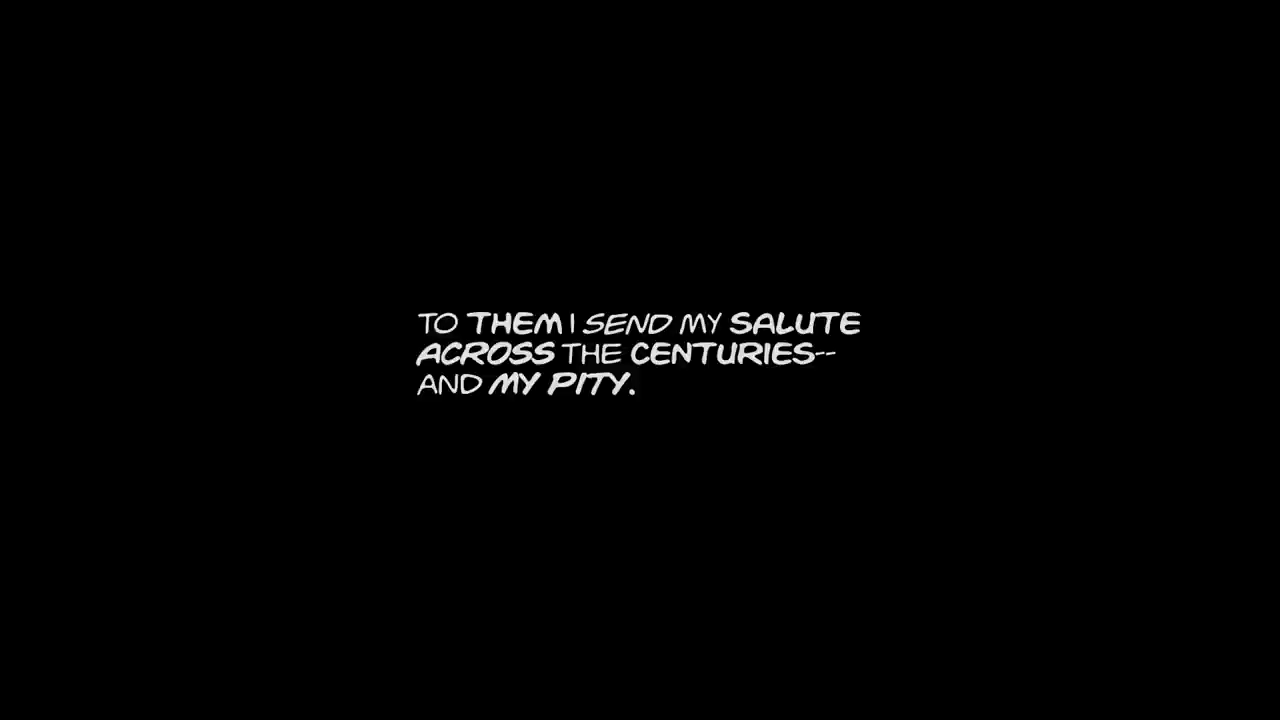 TO THEM I SEND MY SALUTE
ACROSS THE CENTURIES--
AND MY PITY.